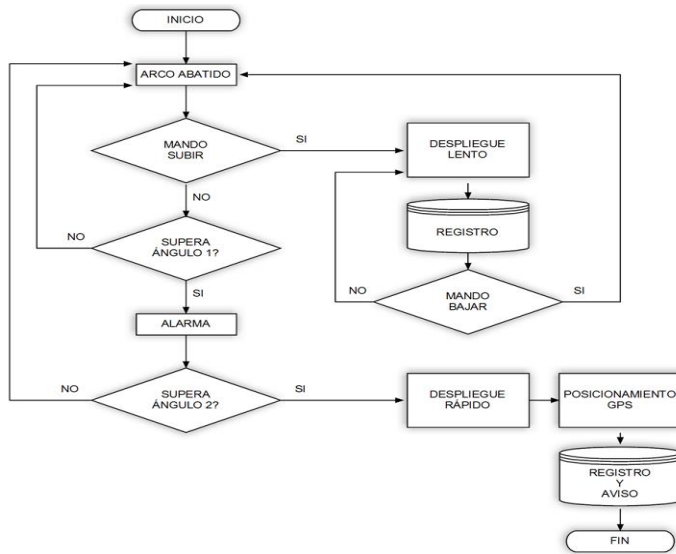 INICIO
ARCO ABATIDO
MANDO
SUBIR
SI
DESPLIEGUE
LENTO
NO
REGISTRO
NO
SUPERA
ÁNGULO 1?
SI
NO
MANDO
BAJAR
SI
ALARMA
NO
SUPERA
ÁNGULO 2?
SI
DESPLIEGUE
RÁPIDO
POSICIONAMIENTO
GPS
REGISTRO
Y
AVISO
FIN